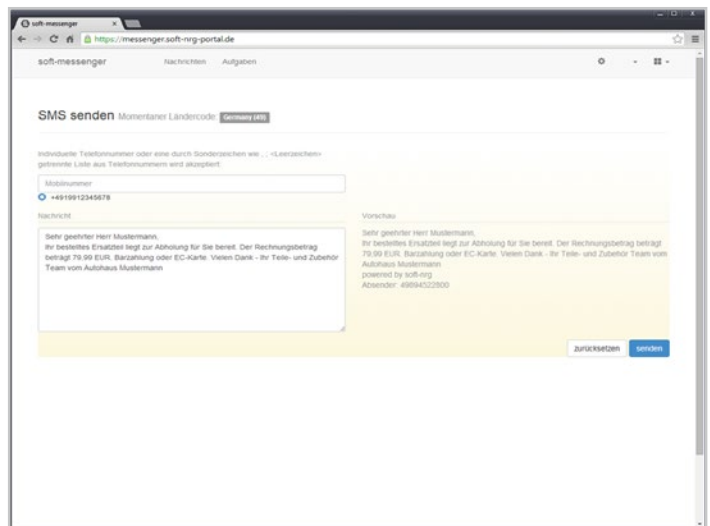 soft-messenger
https://messenger.soft-nrg-portal.de
soft-messenger Nachrichten Aufgaben
SMS senden Momentaner Ländercode: Germany (49)
Individuelle Telefonnummer oder eine durch Sonderzeichen wie , ; <Leerzeichen>
getrennte Liste aus Telefonnummern wird akzeptiert.
Mobilnummer
+4919912345678
Nachricht
Sehr geehrter Herr Mustermann,
Ihr bestelltes Ersatzteil liegt zur Abholung für Sie bereit. Der Rechnungsbetrag
beträgt 79,99 EUR. Barzahlung oder EC-Karte. Vielen Dank - Ihr Teile- und Zubehör
Team vom Autohaus Mustermann
Vorschau
Sehr geehrter Herr Mustermann,
Ihr bestelltes Ersatzteil liegt zur Abholung für Sie bereit. Der Rechnungsbetrag beträgt
79,99 EUR. Barzahlung oder EC-Karte. Vielen Dank - Ihr Teile- und Zubehör Team vom
Autohaus Mustermann
powered by soft-nrg
Absender: 49894522800
zurücksetzen senden